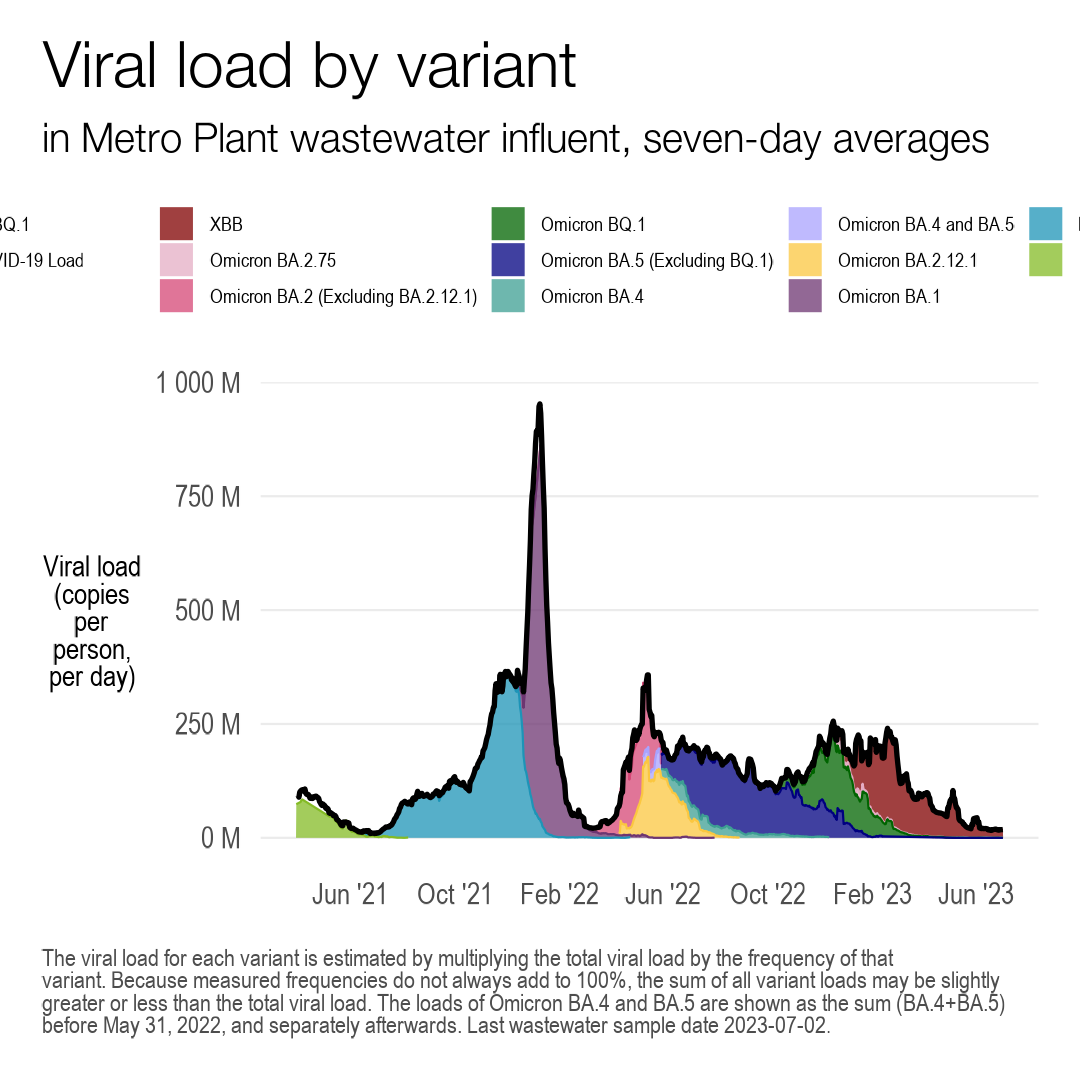 Viral load by variant
in Metro Plant wastewater influent, seven-day averages
BQ.1 XBB Omicron BQ.1 Omicron BA.4 and BA.5
VID-19 Load Omicron BA.2.75 Omicron BA.5 (Excluding BQ.1) Omicron BA.2.12.1
Omicron BA.2 (Excluding BA.2.12.1) Omicron BA.4 Omicron BA.1
1 000 M
750 M
500 M
250 M
0 M
Viral load
(copies
per
person,
per day)
Jun '21 Oct '21 Feb '22 Jun '22 Oct '22 Feb '23 Jun '23
The viral load for each variant is estimated by multiplying the total viral load by the frequency of that
variant. Because measured frequencies do not always add to 100%, the sum of all variant loads may be slightly
greater or less than the total viral load. The loads of Omicron BA.4 and BA.5 are shown as the sum (BA.4+BA.5)
before May 31, 2022, and separately afterwards. Last wastewater sample date 2023-07-02.